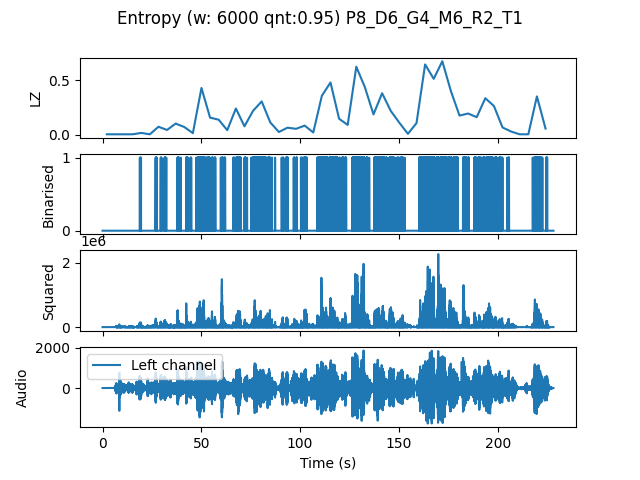 Entropy (w: 6000 qnt:0.95) P8_D6_G4_M6_R2_T1
0.5
0.0
LZ
1
0
Binarised
1e6
2
0
Squared
2000
0
Audio
Left channel
0 50 100 150 200
Time (s)